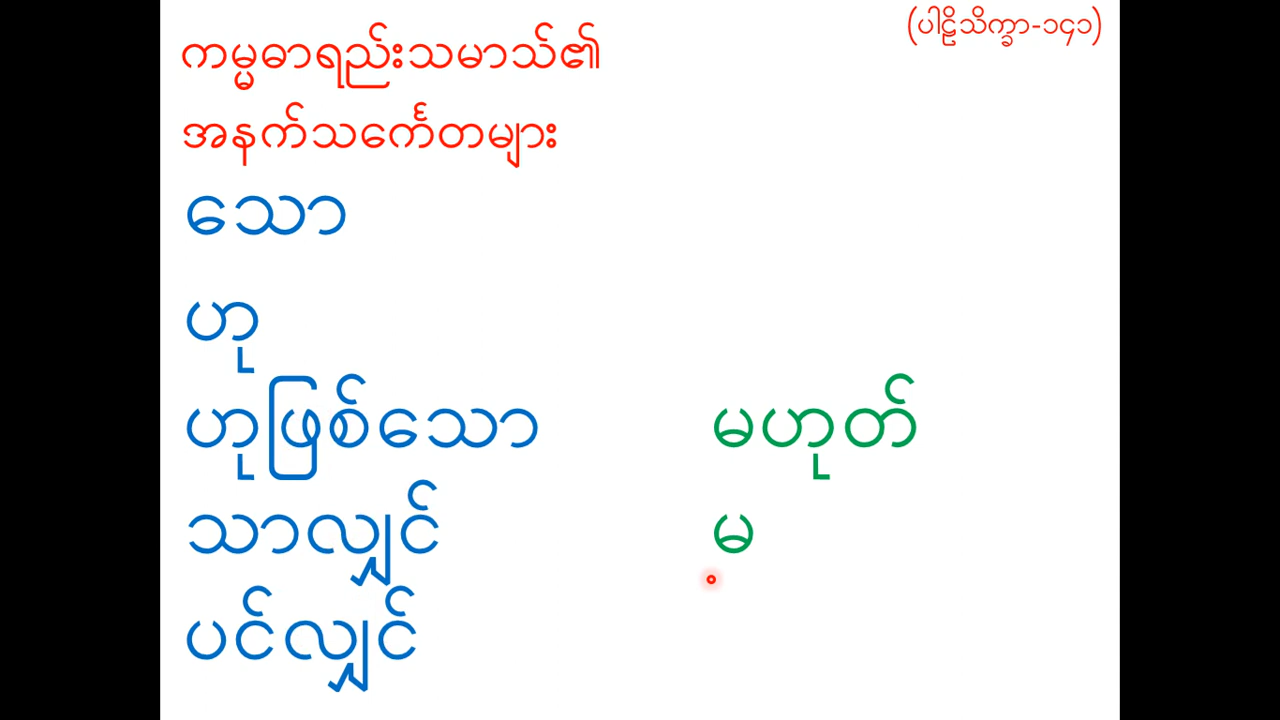 (ပါဠိသိက္ခာ-၁၄၁)
ကမ္မဓာရည်းသမာသ်၏
အနက်သင်္ကေတများ
သော
ဟု
ဟုဖြစ်သော မဟုတ်
သာလျှင် မ
ပင်လျှင်